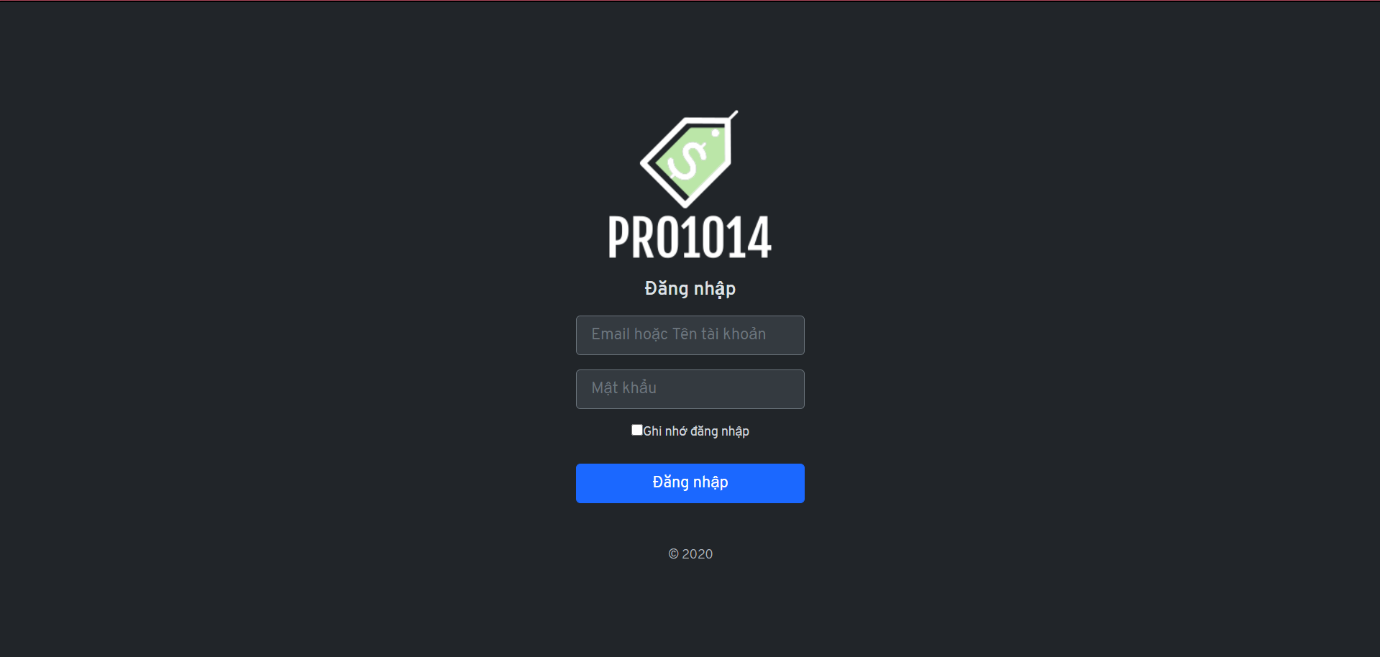 PRO1014
Đăng nhập
Email hoặc Tên tài khoản
Mật khẩu
Ghi nhớ đăng nhập
Đăng nhập
© 2020